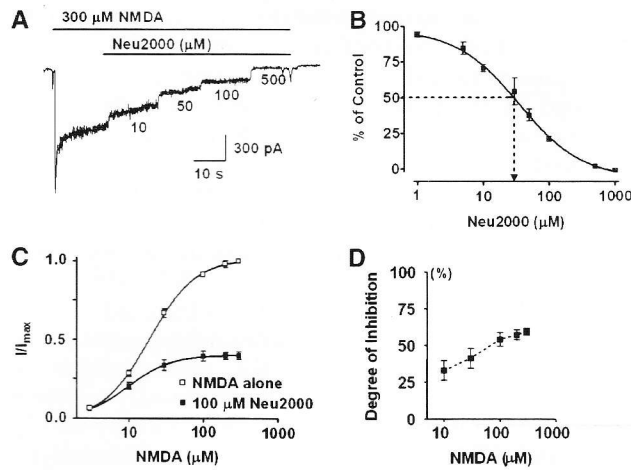 A
300 μM NMDA
Neu2000 (μM)
10
50
100
500
300 pA
10 s
B
% of Control
100
75
50
25
0
1
10
100
1000
Neu2000 (μM)
C
I/Imax
1.0
0.5
0.0
NMDA alone
100 μM Neu2000
10
100
1000
NMDA (μM)
D
(%)
Degree of Inhibition
100
75
50
25
0
10
100
1000
NMDA (μM)